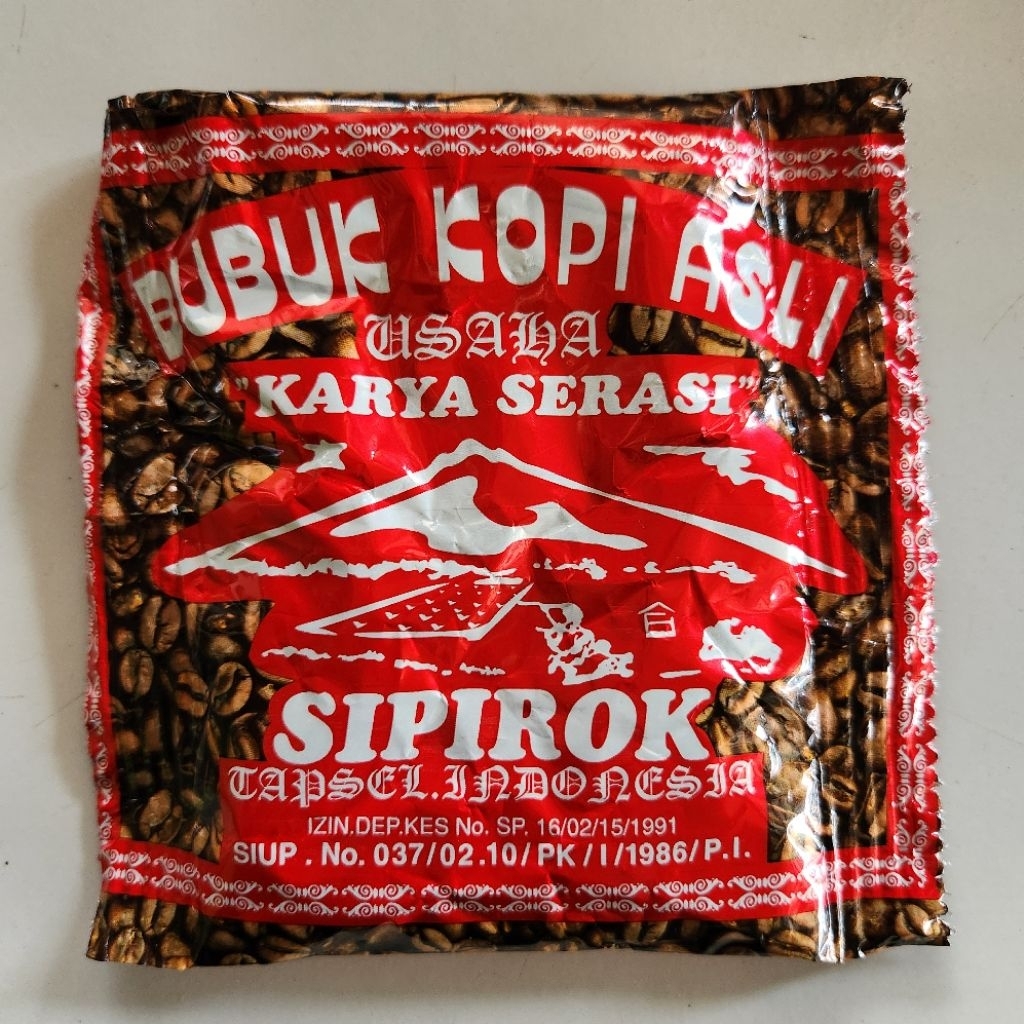 BUBUK KOPI ASLI
USAHA
"KARYA SERASI"
SIPIROK
TAPSEL.INDONESIA
IZIN.DEP.KES No. SP. 16/02/15/1991
SIUP . No. 037/02.10/PK/I/1986/P.I.